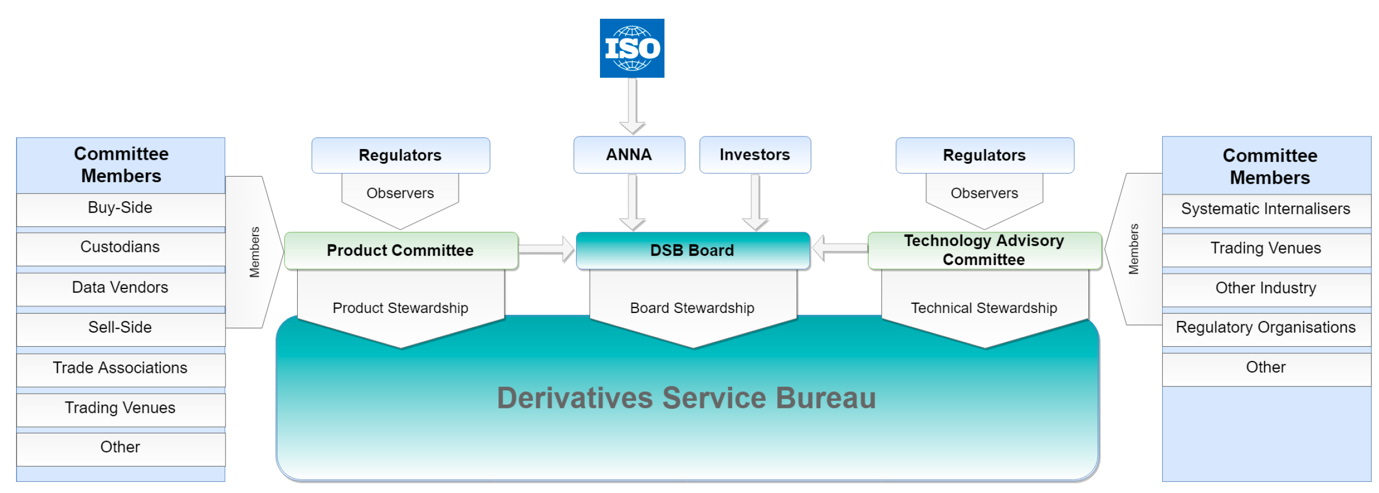 ISO
Committee
Members
Buy-Side
Custodians
Data Vendors
Sell-Side
Trade Associations
Trading Venues
Other
Members
Regulators
Observers
Product Committee
Product Stewardship
ANNA
Investors
DSB Board
Board Stewardship
Regulators
Observers
Technology Advisory
Committee
Technical Stewardship
Derivatives Service Bureau
Members
Committee
Members
Systematic Internalisers
Trading Venues
Other Industry
Regulatory Organisations
Other